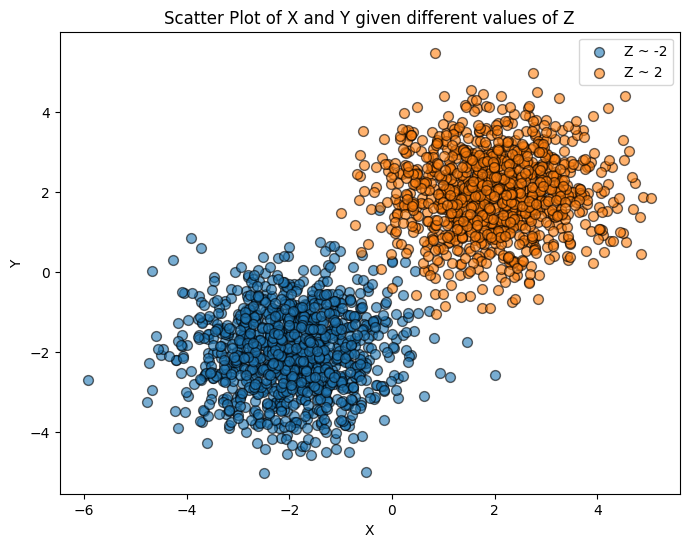 Scatter Plot of X and Y given different values of Z
Z ~ -2
Z ~ 2
4
2
0
−2
−4
Y
−6
−4
−2
0
2
4
X